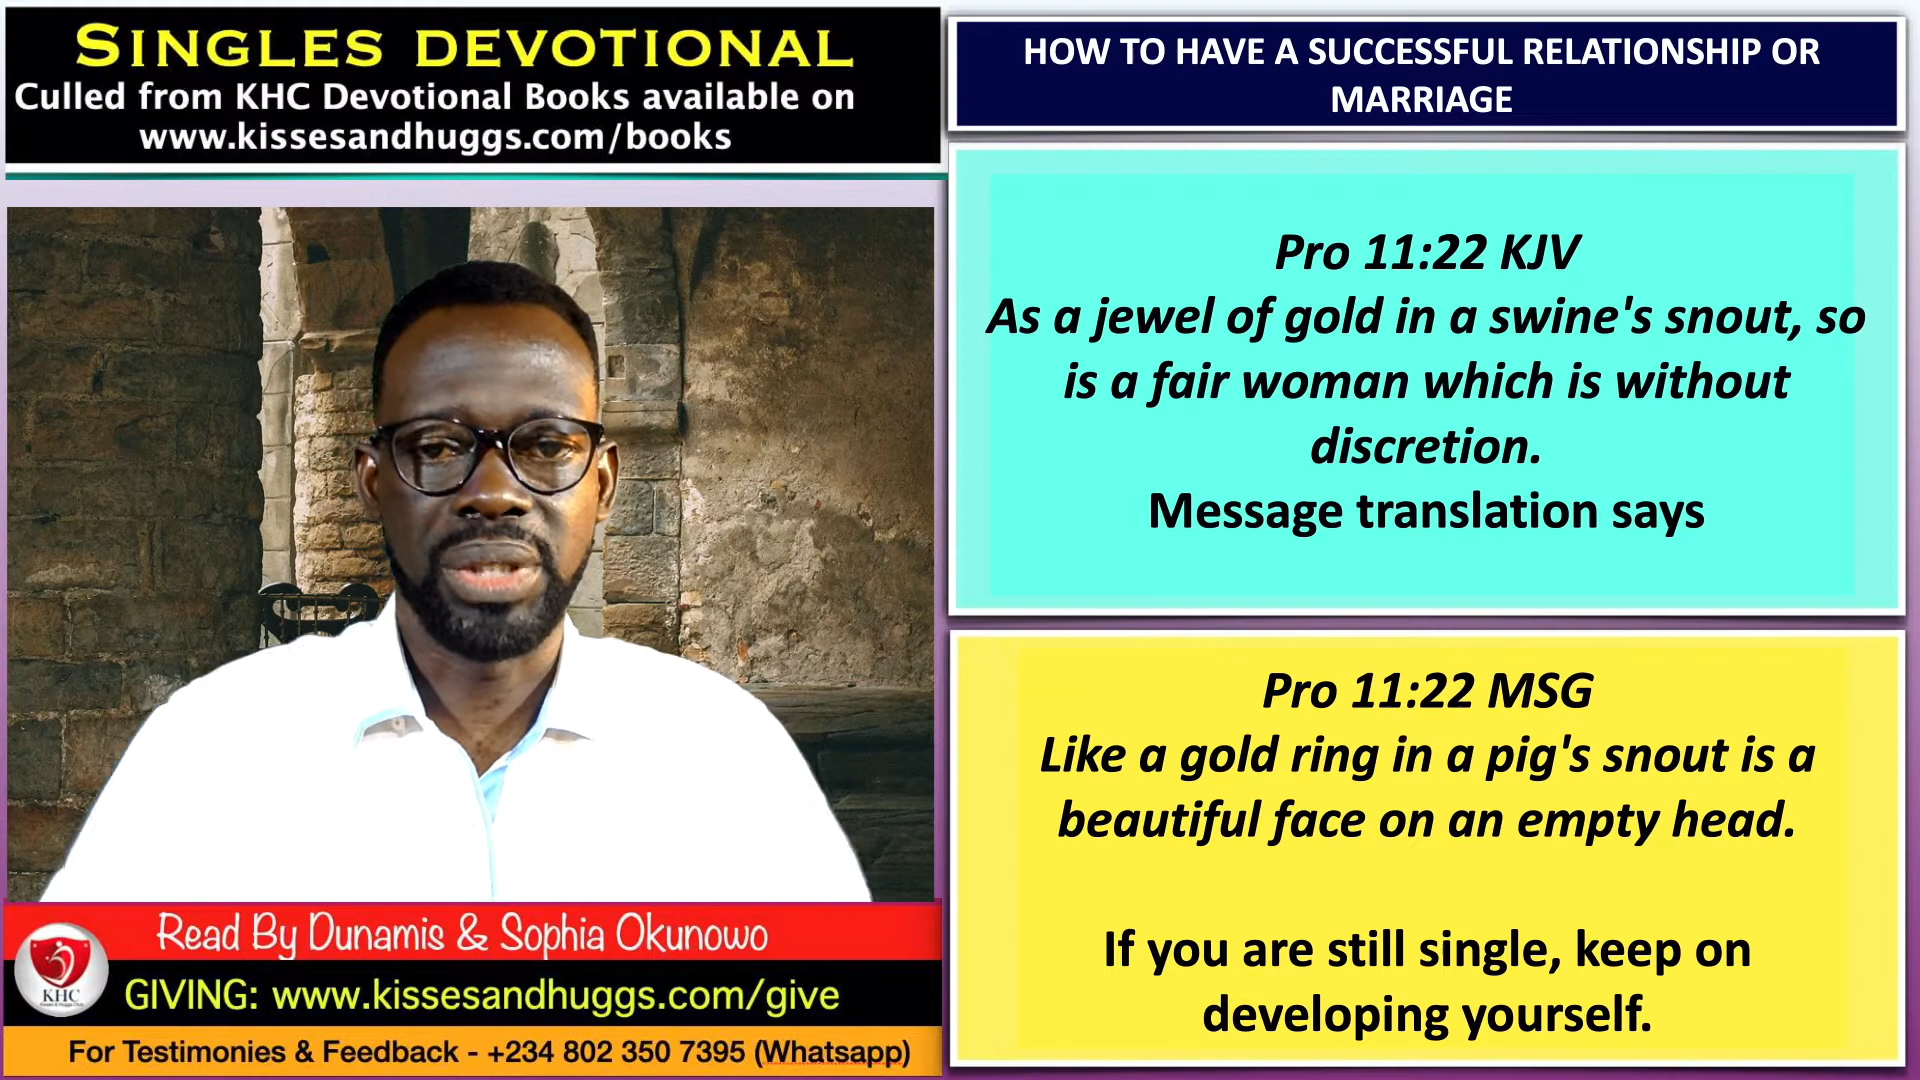 SINGLES DEVOTIONAL
Culled from KHC Devotional Books available on
www.kissesandhuggs.com/books
HOW TO HAVE A SUCCESSFUL RELATIONSHIP OR
MARRIAGE
Pro 11:22 KJV
As a jewel of gold in a swine's snout, so
is a fair woman which is without
discretion.
Message translation says
Pro 11:22 MSG
Like a gold ring in a pig's snout is a
beautiful face on an empty head.
If you are still single, keep on
developing yourself.
Read By Dunamis & Sophia Okunowo
KHC
GIVING: www.kissesandhuggs.com/give
For Testimonies & Feedback - +234 802 350 7395 (Whatsapp)